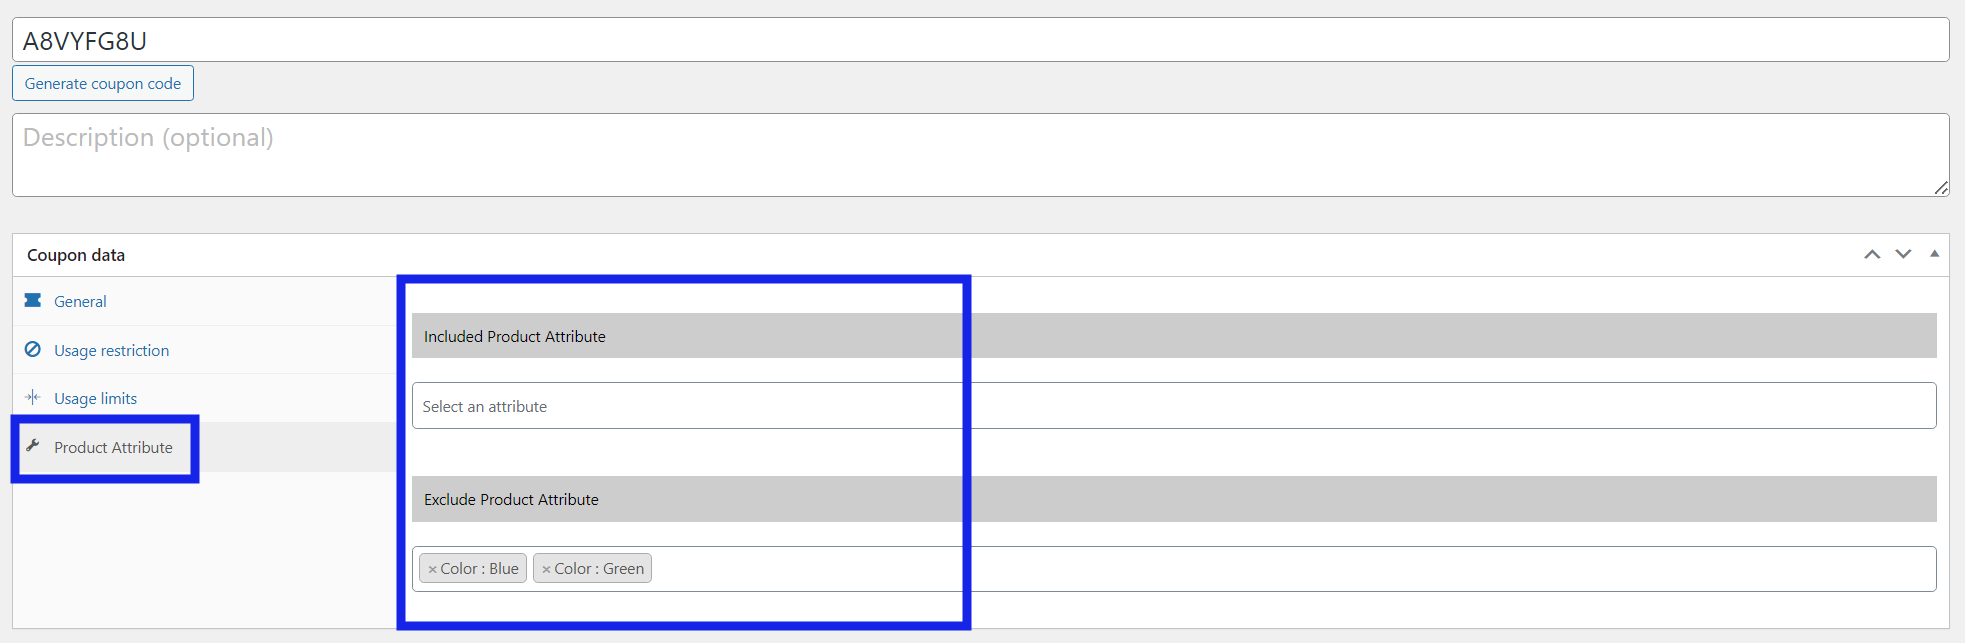 A8VYFG8U
Generate coupon code
Description (optional)
Coupon data
General
Usage restriction
Usage limits
Product Attribute
Included Product Attribute
Select an attribute
Exclude Product Attribute
× Color : Blue × Color : Green